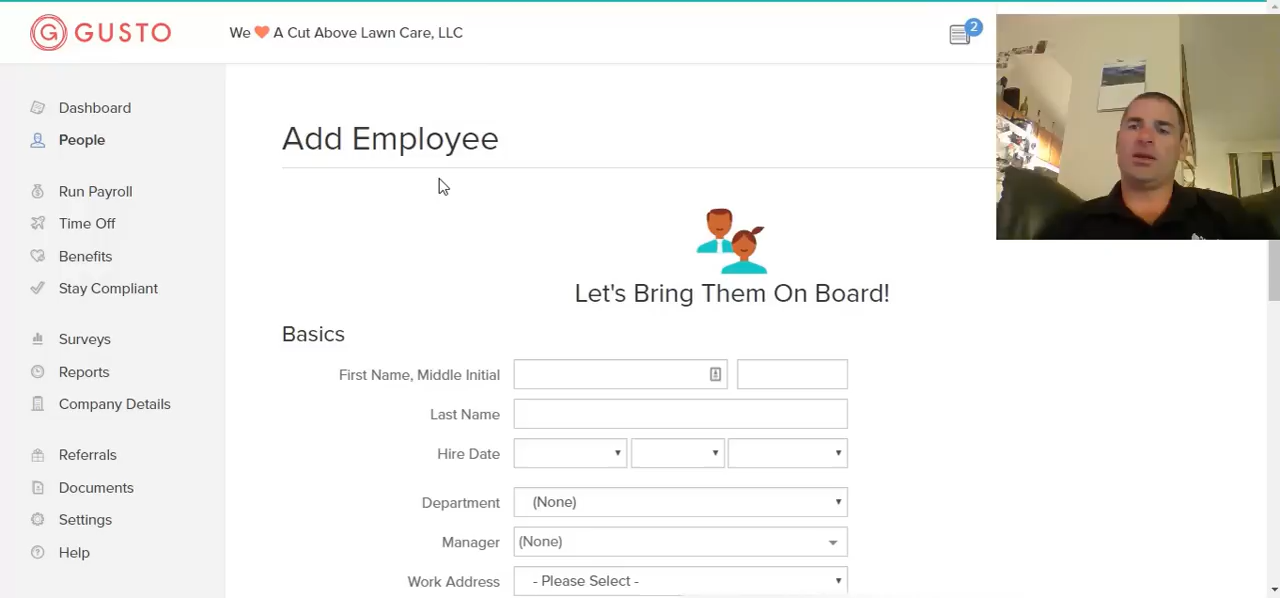 GUSTO
We ❤ A Cut Above Lawn Care, LLC
2
Dashboard
People
Run Payroll
Time Off
Benefits
Stay Compliant
Surveys
Reports
Company Details
Referrals
Documents
Settings
Help
Add Employee
Let's Bring Them On Board!
Basics
First Name, Middle Initial
Last Name
Hire Date
Department (None)
Manager (None)
Work Address - Please Select -